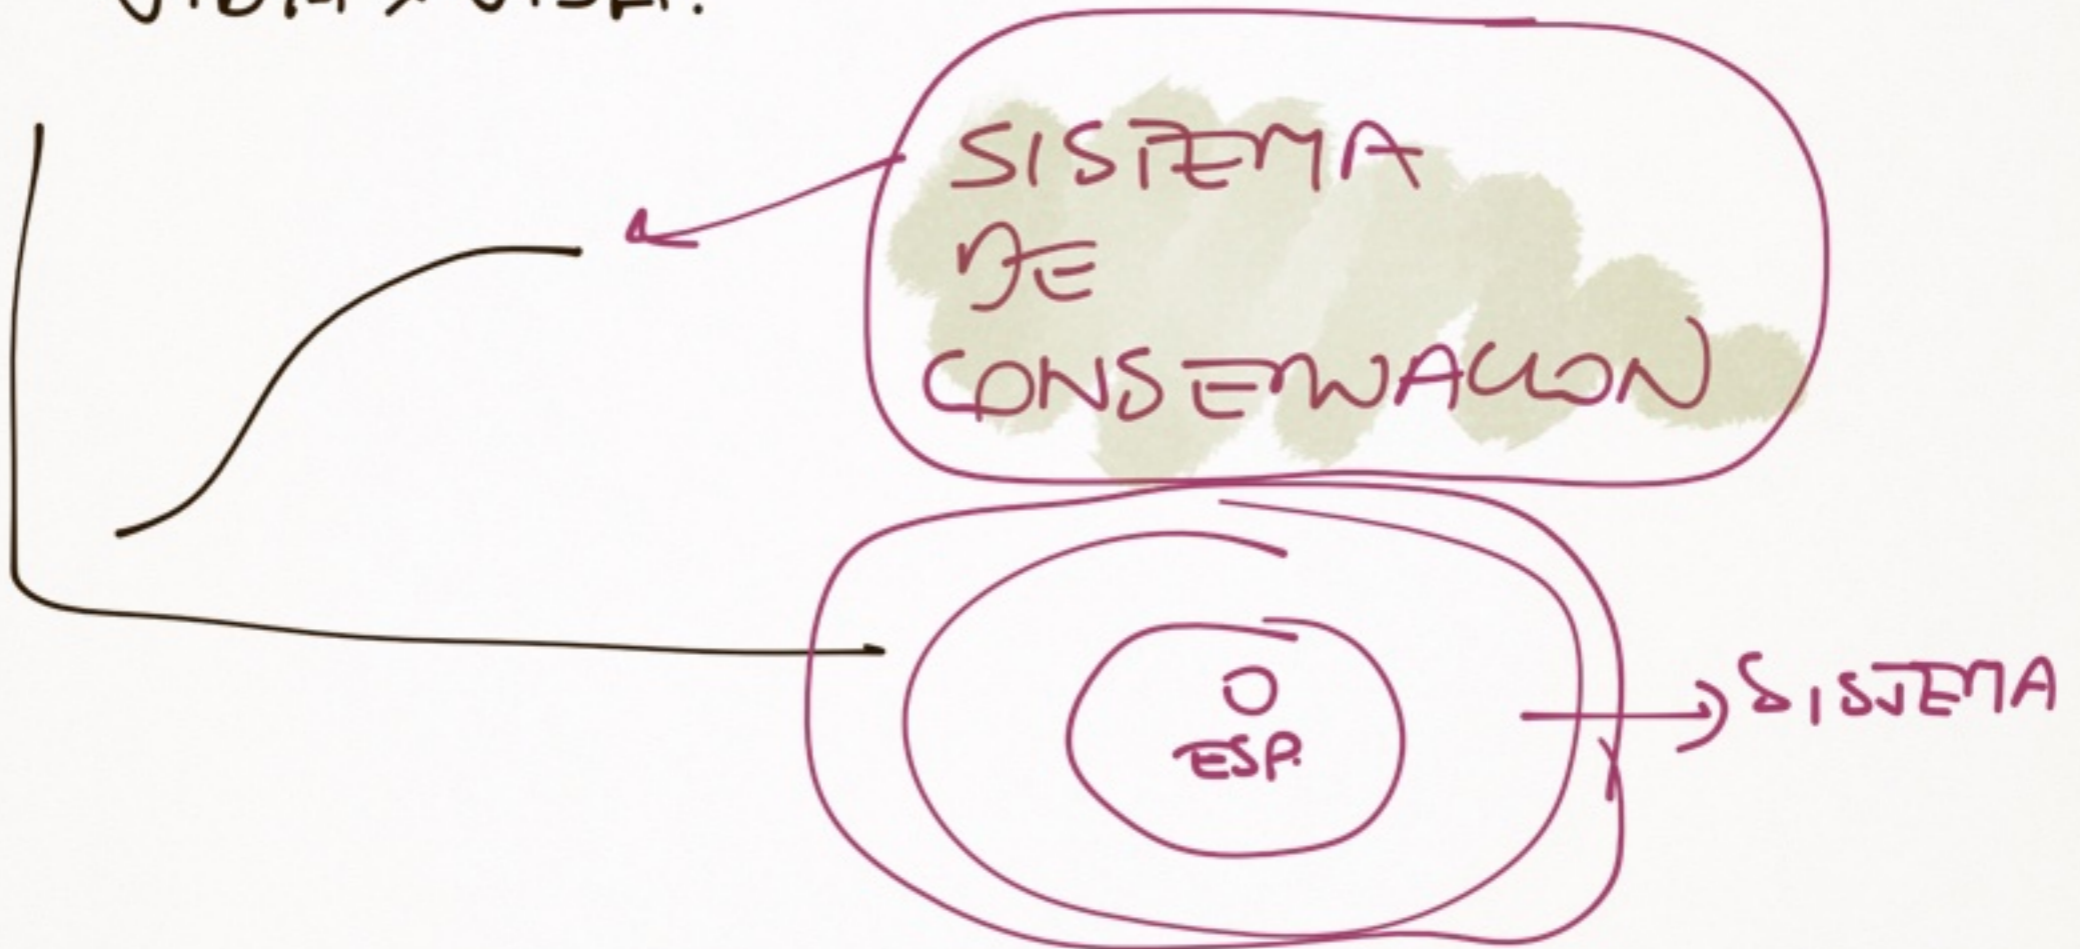 SISTEMA
DE
CONSERVACION
O
ESP.
SISTEMA